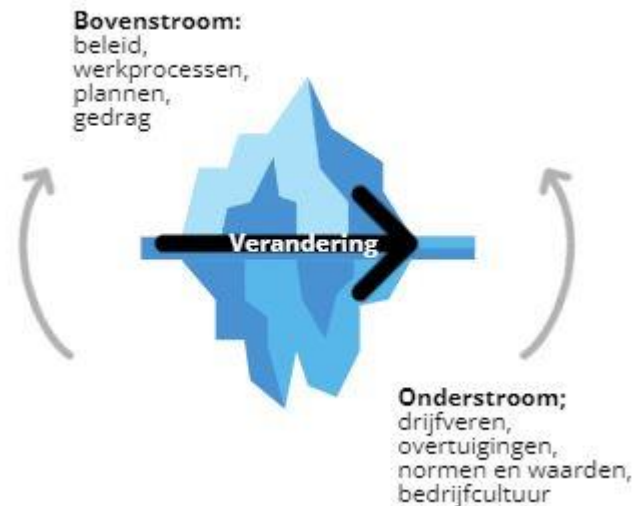 Bovenstroom:
beleid,
werkprocessen,
plannen,
gedrag
Verandering
Onderstroom;
drijfveren,
overtuigingen,
normen en waarden,
bedrijfcultuur